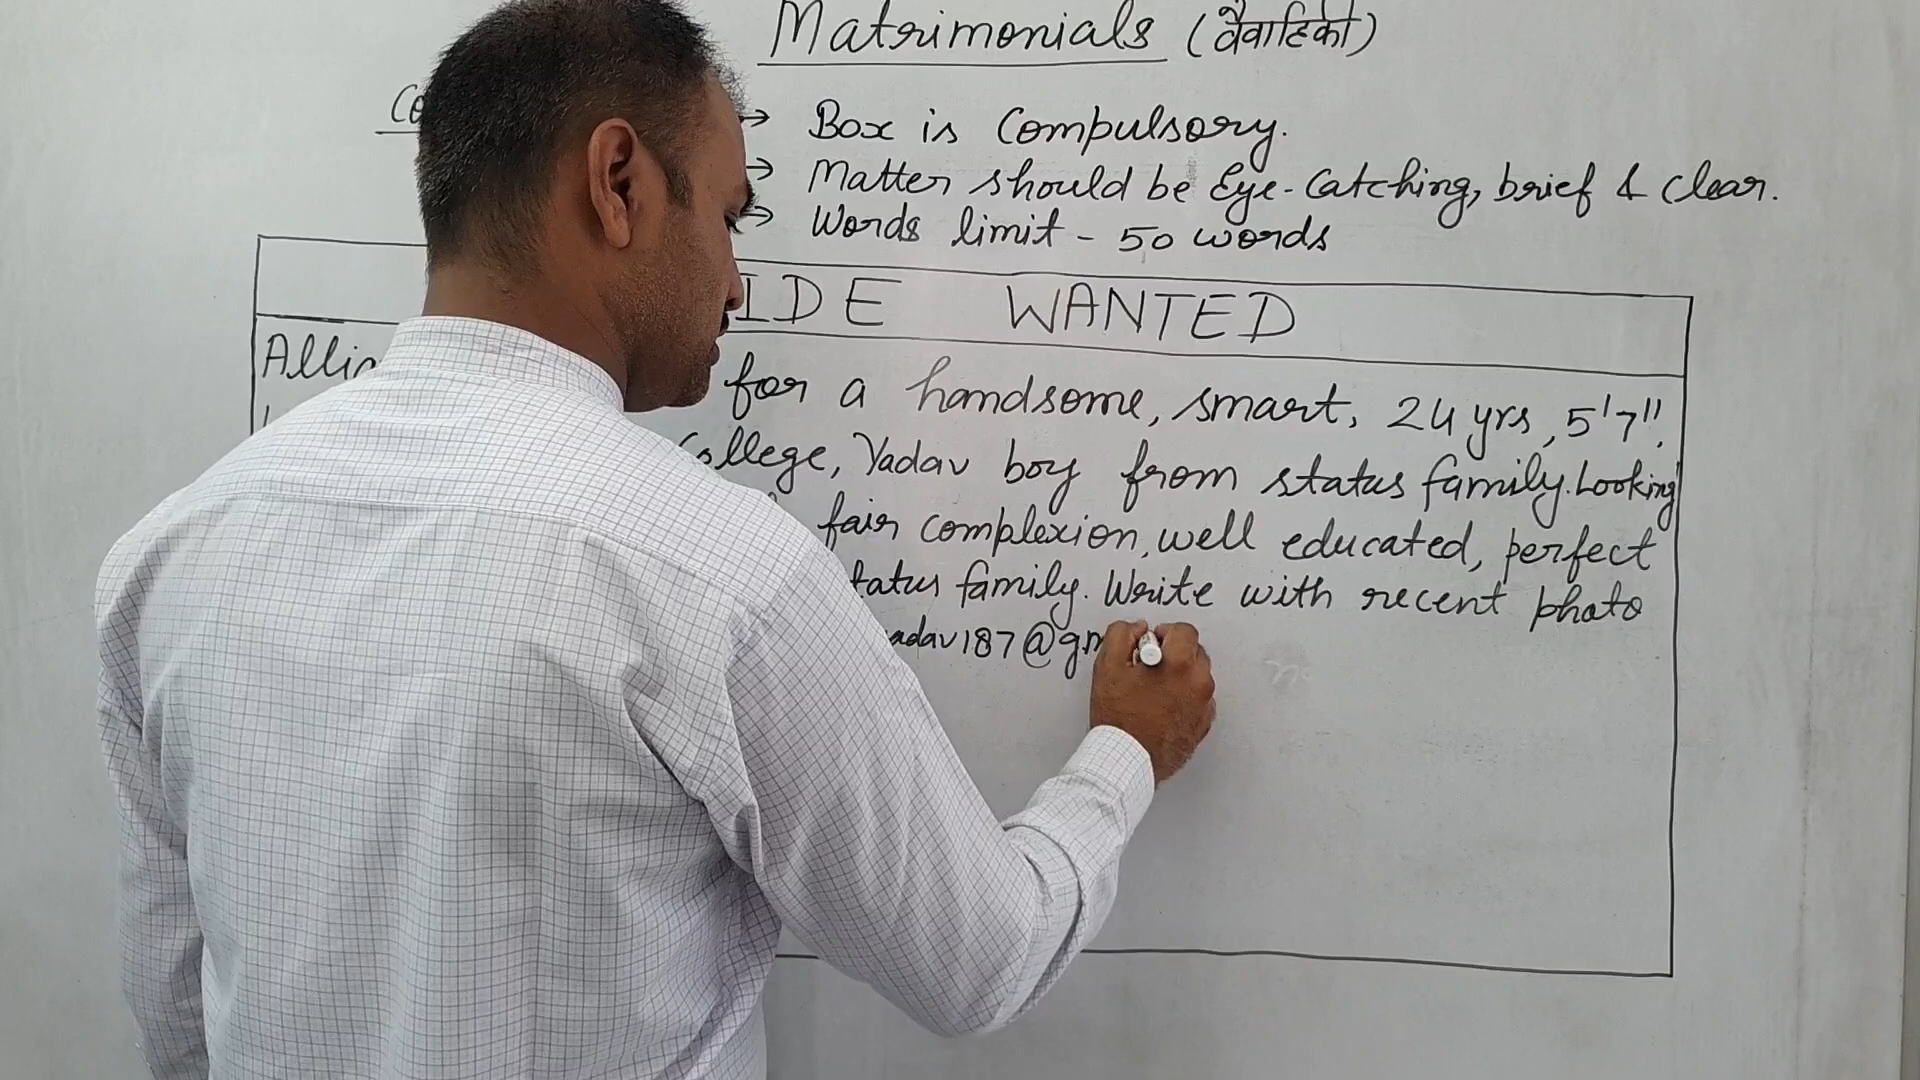 Matrimonials (वैवाहिकी)
→ Box is Compulsory.
→ Matter should be Eye-Catching, brief & clear.
→ Words limit - 50 words
IDE WANTED
for a handsome, smart, 24 yrs, 5'7",
College, Yadav boy from status family. Looking
fair complexion, well educated, perfect
tatus family. Write with recent photo
adav187@gm